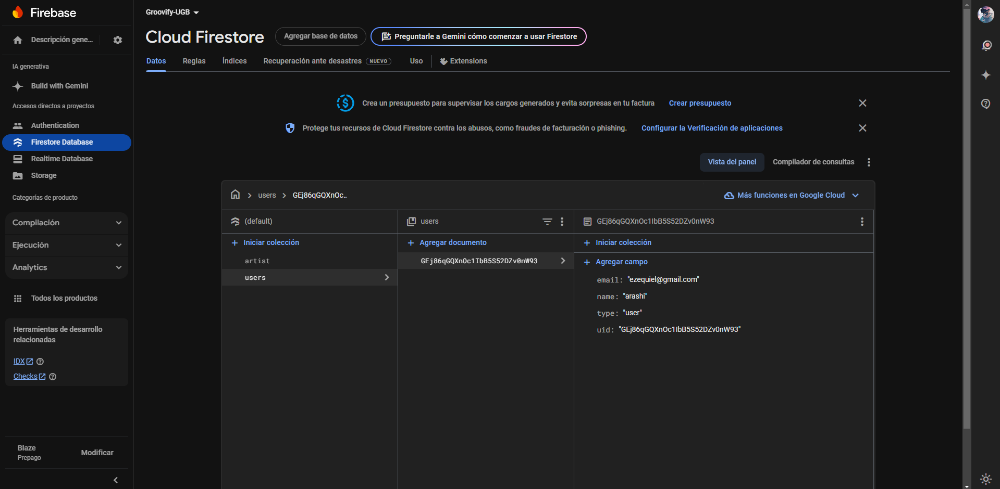 Firebase
Descripción gene...
IA generativa
Build with Gemini
Accesos directos a proyectos
Authentication
Firestore Database
Realtime Database
Storage
Categorías de producto
Compilación
Ejecución
Analytics
Todos los productos
Herramientas de desarrollo
relacionadas
IDX
Checks
Blaze
Prepago
Modificar
Groovify-UGB
Cloud Firestore
Agregar base de datos
Preguntarle a Gemini cómo comenzar a usar Firestore
Datos
Reglas
Índices
Recuperación ante desastres NUEVO
Uso
Extensions
Crea un presupuesto para supervisar los cargos generados y evita sorpresas en tu factura Crear presupuesto
Protege tus recursos de Cloud Firestore contra los abusos, como fraudes de facturación o phishing. Configurar la Verificación de aplicaciones
Vista del panel
Compilador de consultas
users
GEj86qGQXnOc..
Más funciones en Google Cloud
(default)
Iniciar colección
artist
users
users
Agregar documento
GEj86qGQXnOc1IbB5S52DZv0nW93
GEj86qGQXnOc1IbB5S52DZv0nW93
Iniciar colección
Agregar campo
email: "ezequiel@gmail.com"
name: "arashi"
type: "user"
uid: "GEj86qGQXnOc1IbB5S52DZv0nW93"